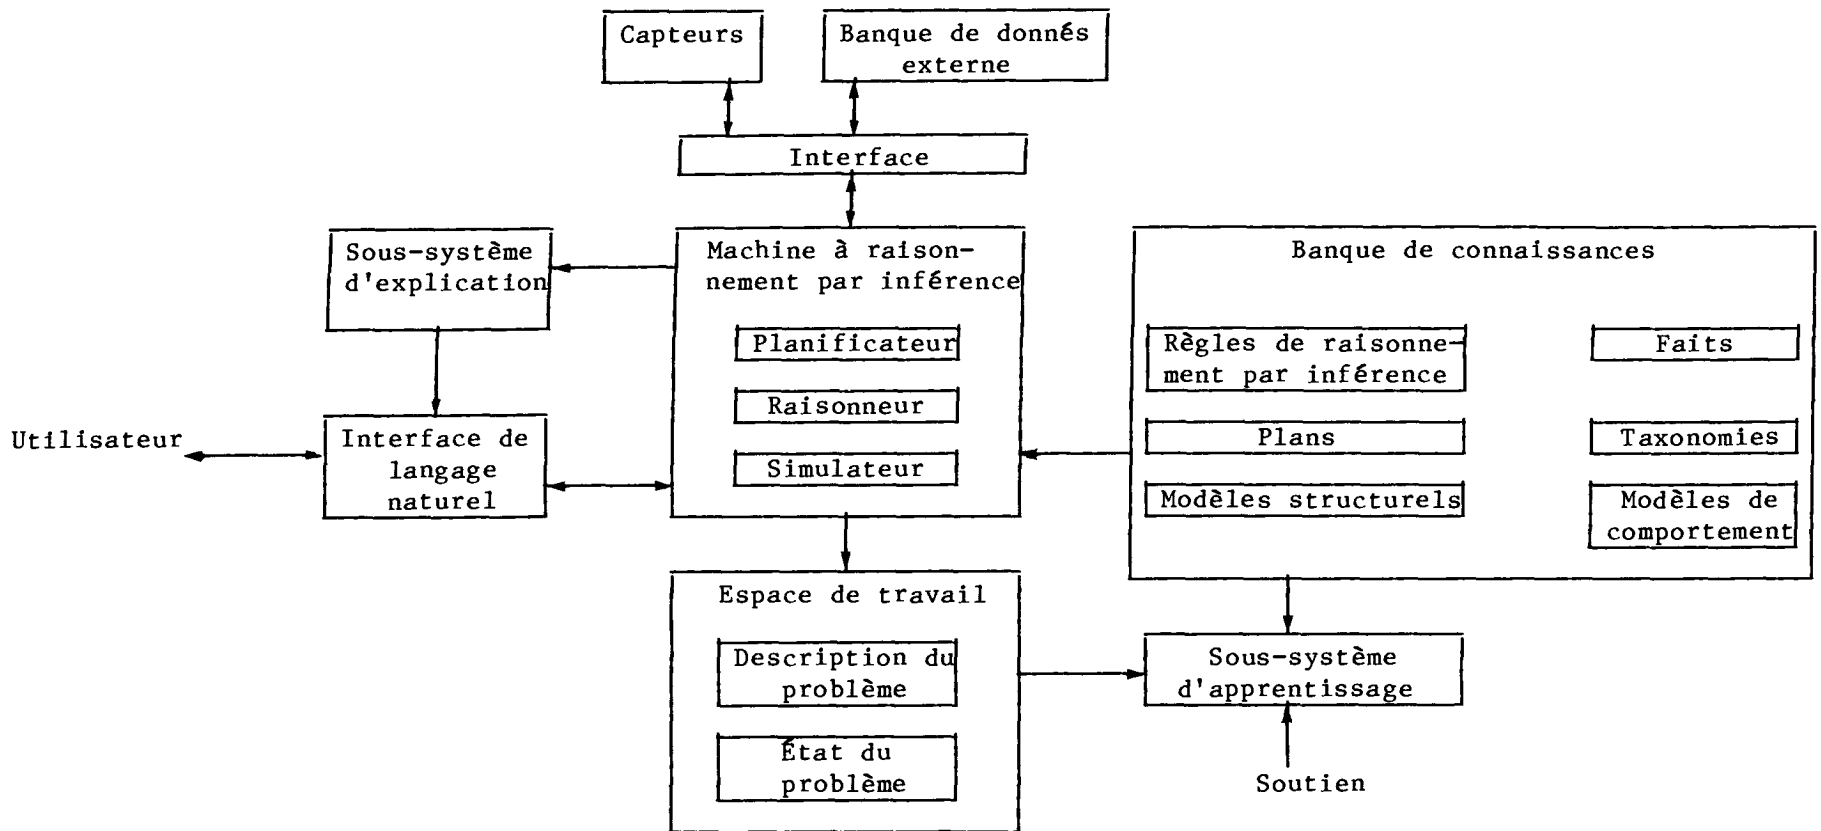 Capteurs
Banque de donnés
externe
Interface
Sous-système
d'explication
Machine à raison-
nement par inférence
Planificateur
Raisonneur
Simulateur
Banque de connaissances
Règles de raisonne-
ment par inférence
Faits
Plans
Taxonomies
Modèles structurels
Modèles de
comportement
Utilisateur
Interface de
langage
naturel
Espace de travail
Description du
problème
État du
problème
Sous-système
d'apprentissage
Soutien